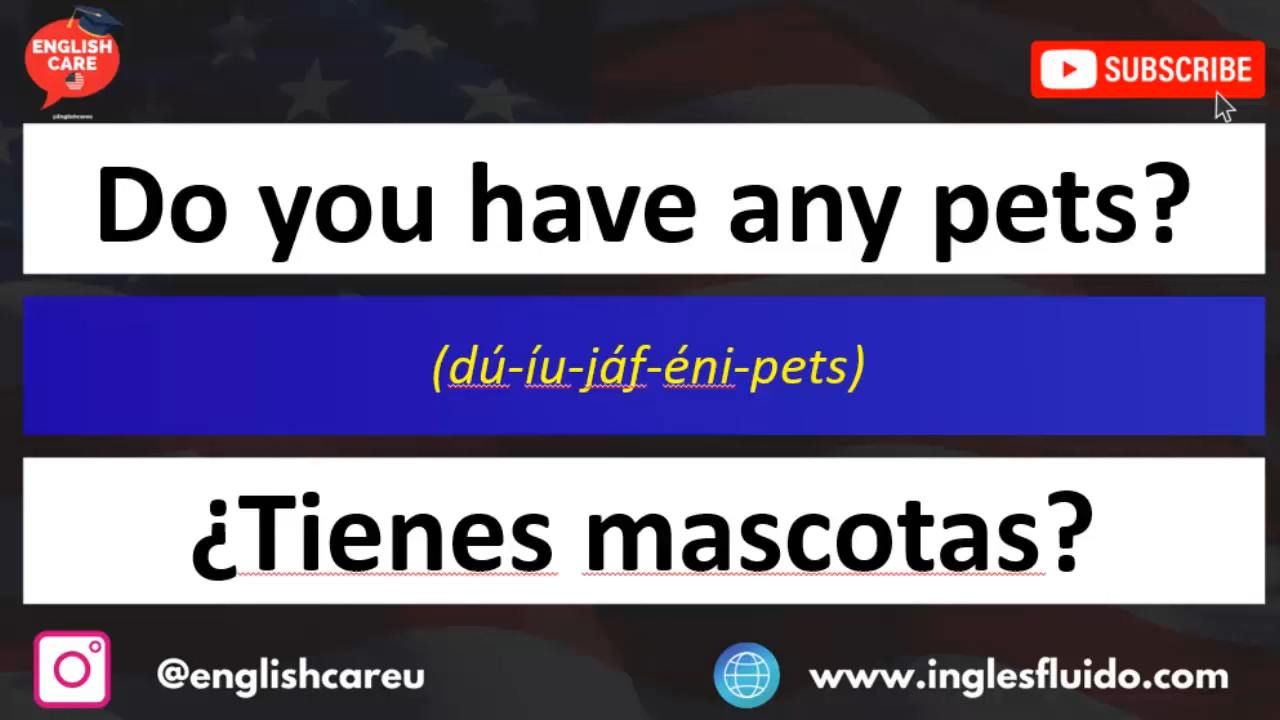 ENGLISH
CARE
@Englishcareu
SUBSCRIBE
Do you have any pets?
(dú-íu-jáf-éni-pets)
¿Tienes mascotas?
@englishcareu
www.inglesfluido.com